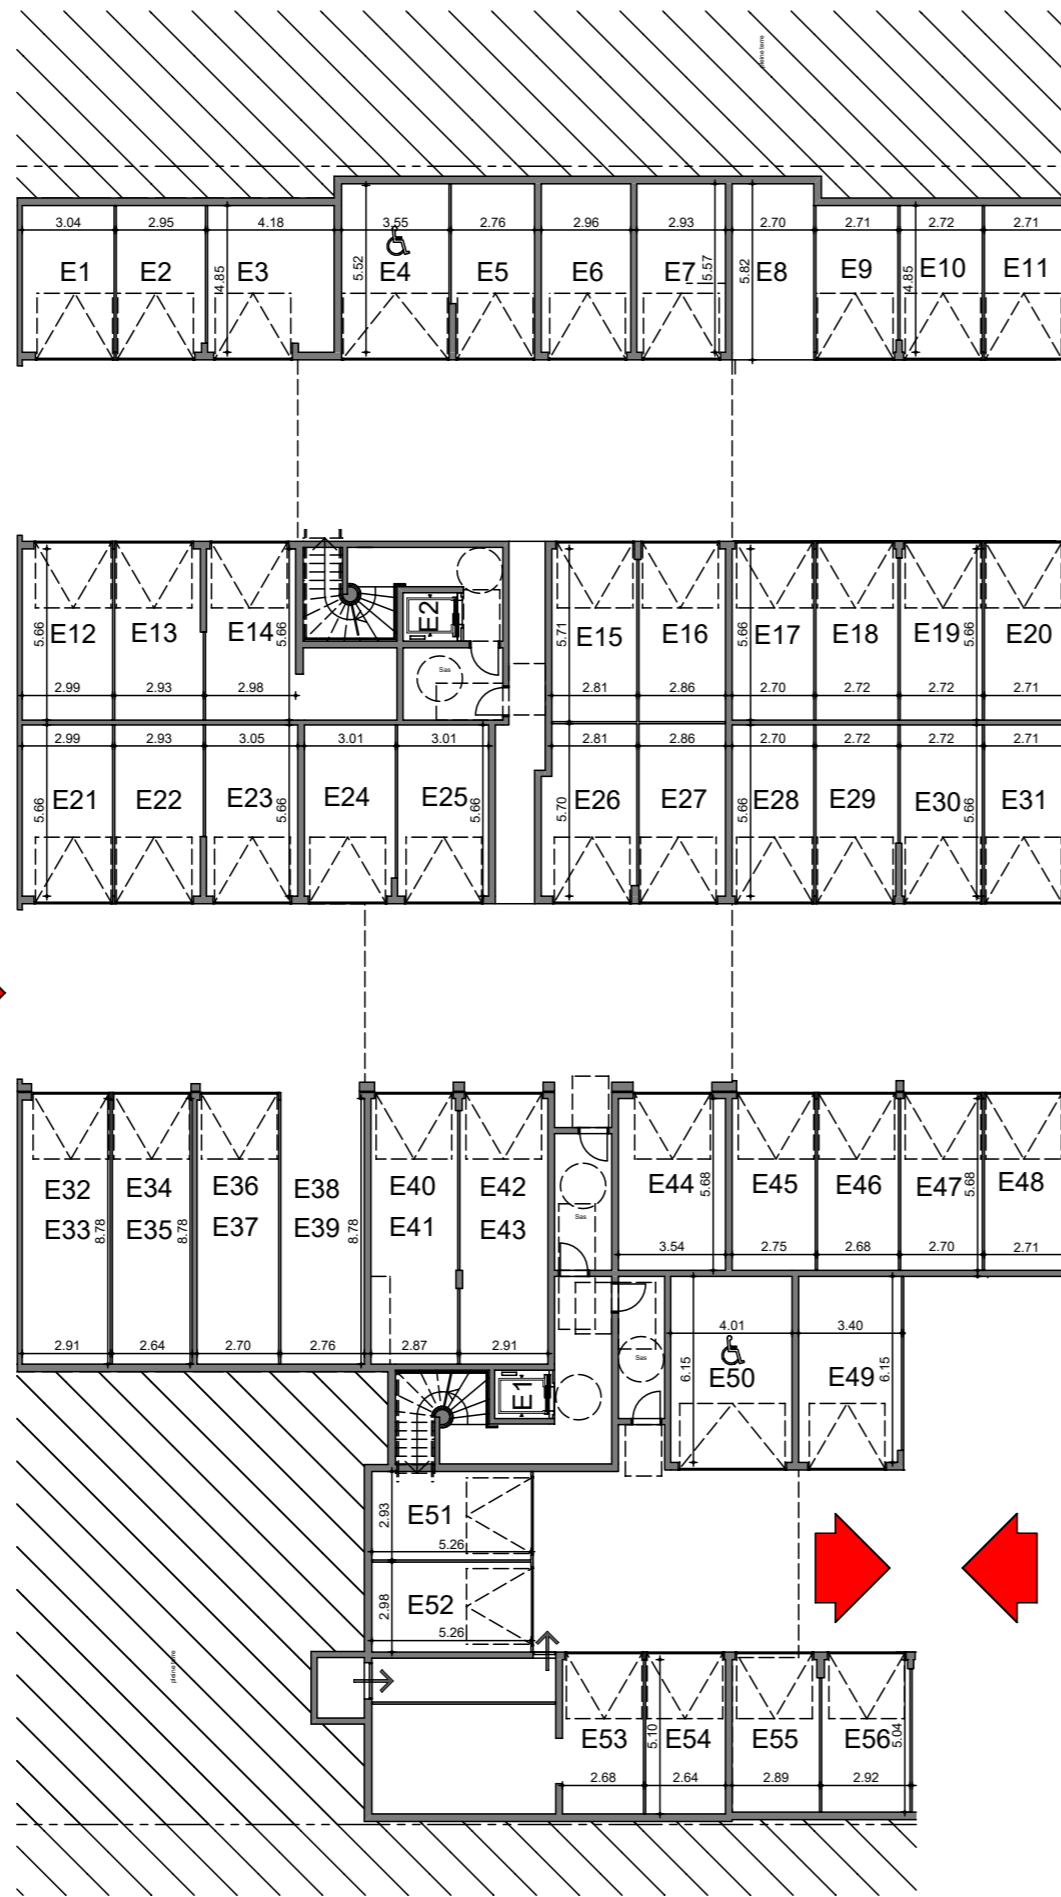 pleine terre
3.04 2.95 4.18 3.55 2.76 2.96 2.93 2.70 2.71 2.72 2.71
E1 E2 E3 E4 E5 E6 E7 E8 E9 E10 E11
4.85 5.52 5.57 5.82 4.85
E12 E13 E14 E2 E15 E16 E17 E18 E19 E20
5.66 5.66 5.71 5.66 5.66
Sas
2.99 2.93 2.98 2.81 2.86 2.70 2.72 2.72 2.71
2.99 2.93 3.05 3.01 3.01 2.81 2.86 2.70 2.72 2.72 2.71
E21 E22 E23 E24 E25 E26 E27 E28 E29 E30 E31
5.66 5.66 5.66 5.70 5.66 5.66
E32 E34 E36 E38 E40 E42 E44 E45 E46 E47 E48
E33 E35 E37 E39 E41 E43
8.78 8.78 8.78 5.68 5.68
Sas
3.54 2.75 2.68 2.70 2.71
2.91 2.64 2.70 2.76 2.87 2.91
4.01 3.40
Sas
E1 E50 E49
6.15 6.15
E51
2.93
5.26
E52
2.98
5.26
pleine terre
E53 E54 E55 E56
5.10 5.04
2.68 2.64 2.89 2.92